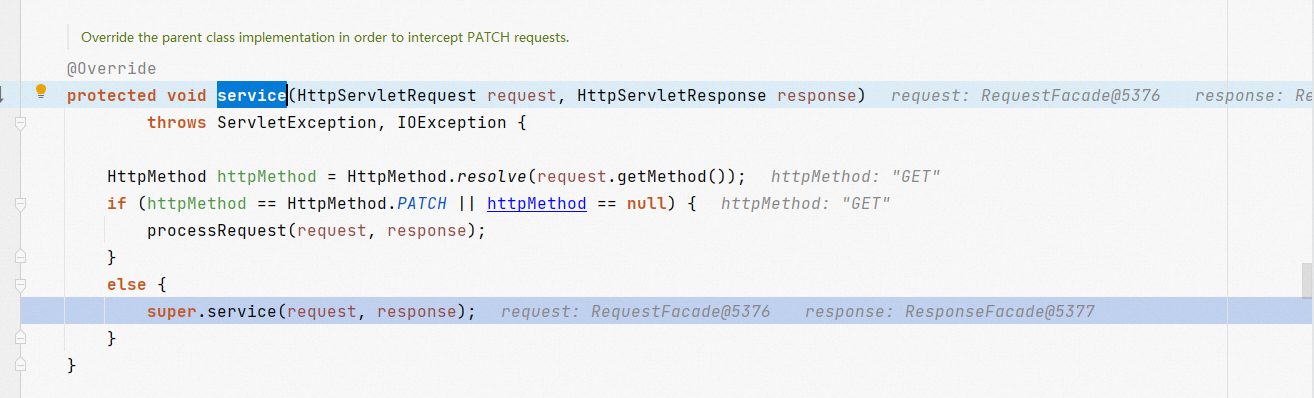 Override the parent class implementation in order to intercept PATCH requests.
@Override
protected void service(HttpServletRequest request, HttpServletResponse response) request: RequestFacade@5376 response: Re
throws ServletException, IOException {
HttpMethod httpMethod = HttpMethod.resolve(request.getMethod()); httpMethod: "GET"
if (httpMethod == HttpMethod.PATCH || httpMethod == null) { httpMethod: "GET"
processRequest(request, response);
}
else {
super.service(request, response); request: RequestFacade@5376 response: ResponseFacade@5377
}
}